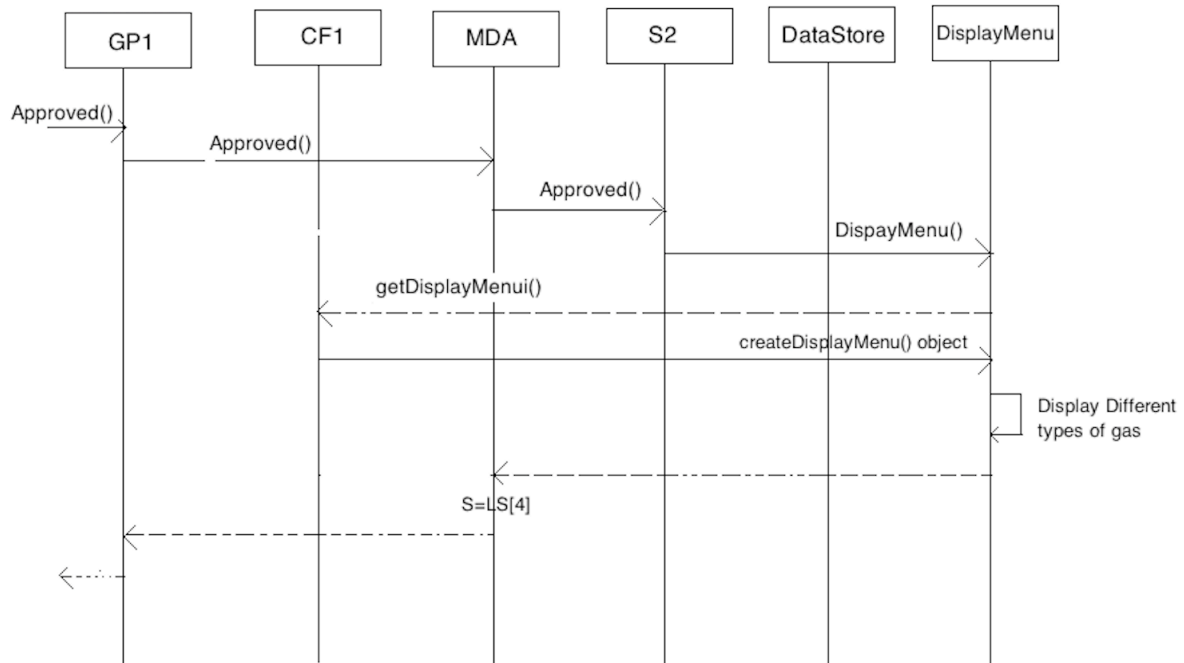 GP1
CF1
MDA
S2
DataStore
DisplayMenu
Approved()
Approved()
Approved()
DispayMenu()
getDisplayMenui()
createDisplayMenu() object
Display Different
types of gas
S=LS[4]